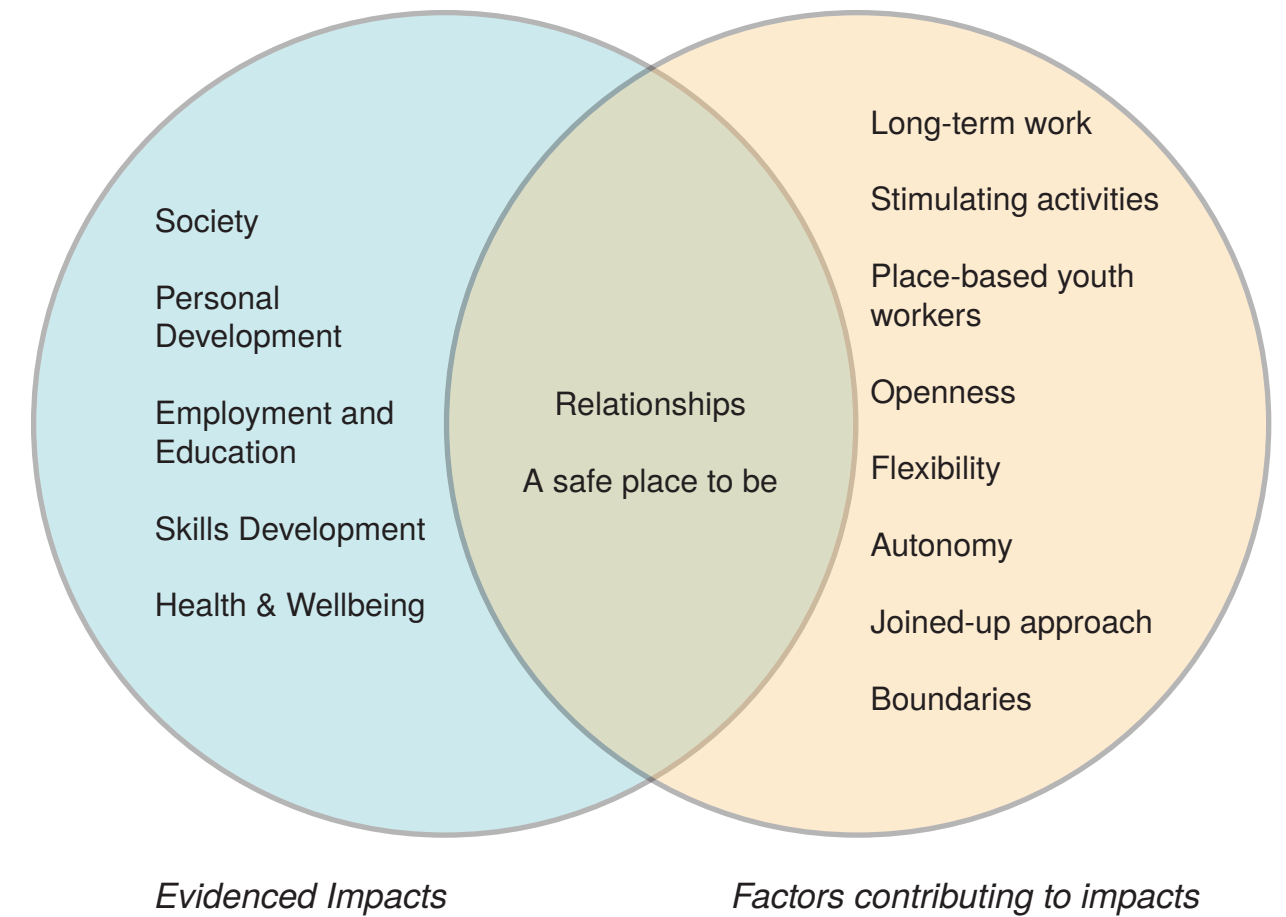 Society
Personal
Development
Employment and
Education
Skills Development
Health & Wellbeing
Relationships
A safe place to be
Long-term work
Stimulating activities
Place-based youth
workers
Openness
Flexibility
Autonomy
Joined-up approach
Boundaries
Evidenced Impacts
Factors contributing to impacts